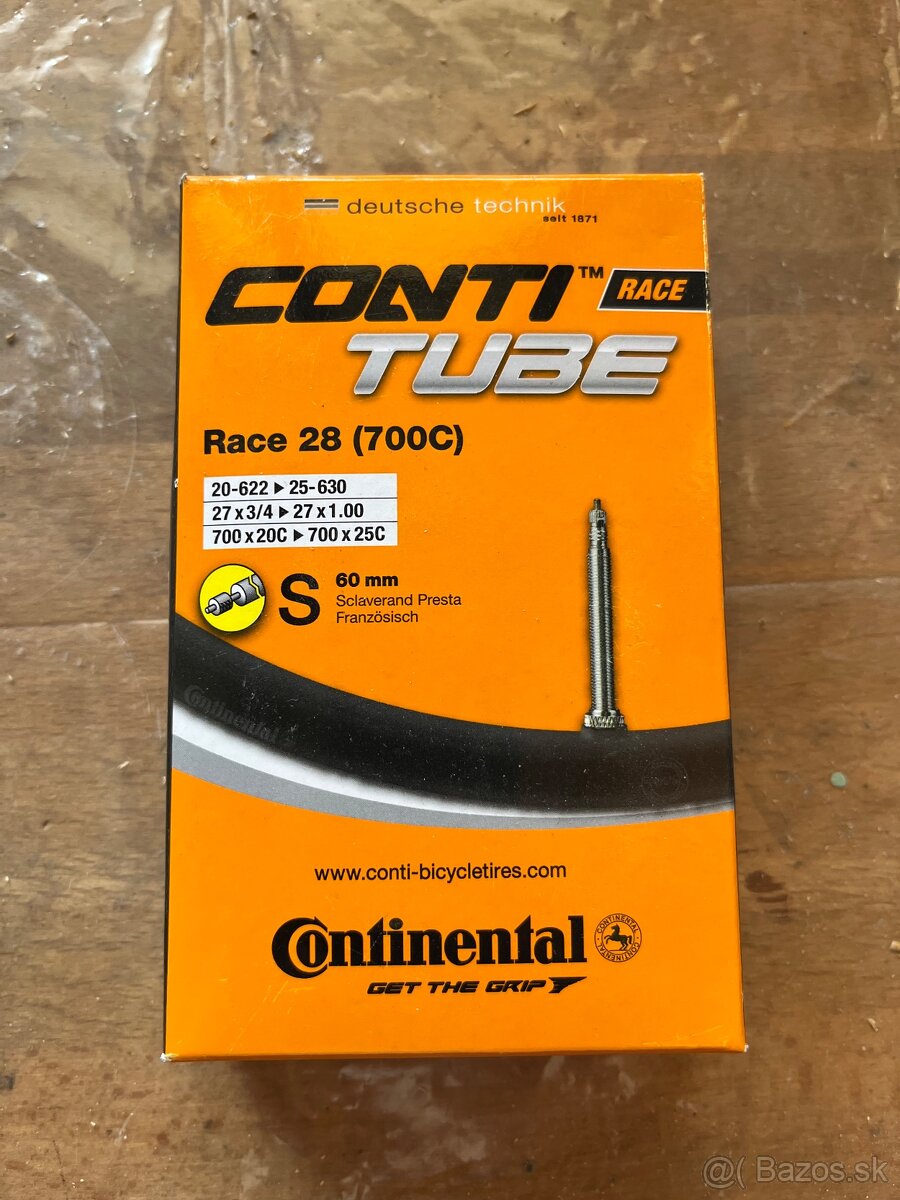 deutsche technik
seit 1871
CONTI™ RACE
TUBE
Race 28 (700C)
20-622 ▶ 25-630
27 x 3/4 ▶ 27 x 1.00
700 x 20C ▶ 700 x 25C
S 60 mm
Sclaverand Presta
Französisch
Continental
www.conti-bicycletires.com
Continental
CONTINENTAL CONTINENTAL
GET THE GRIP
@( Bazos.sk